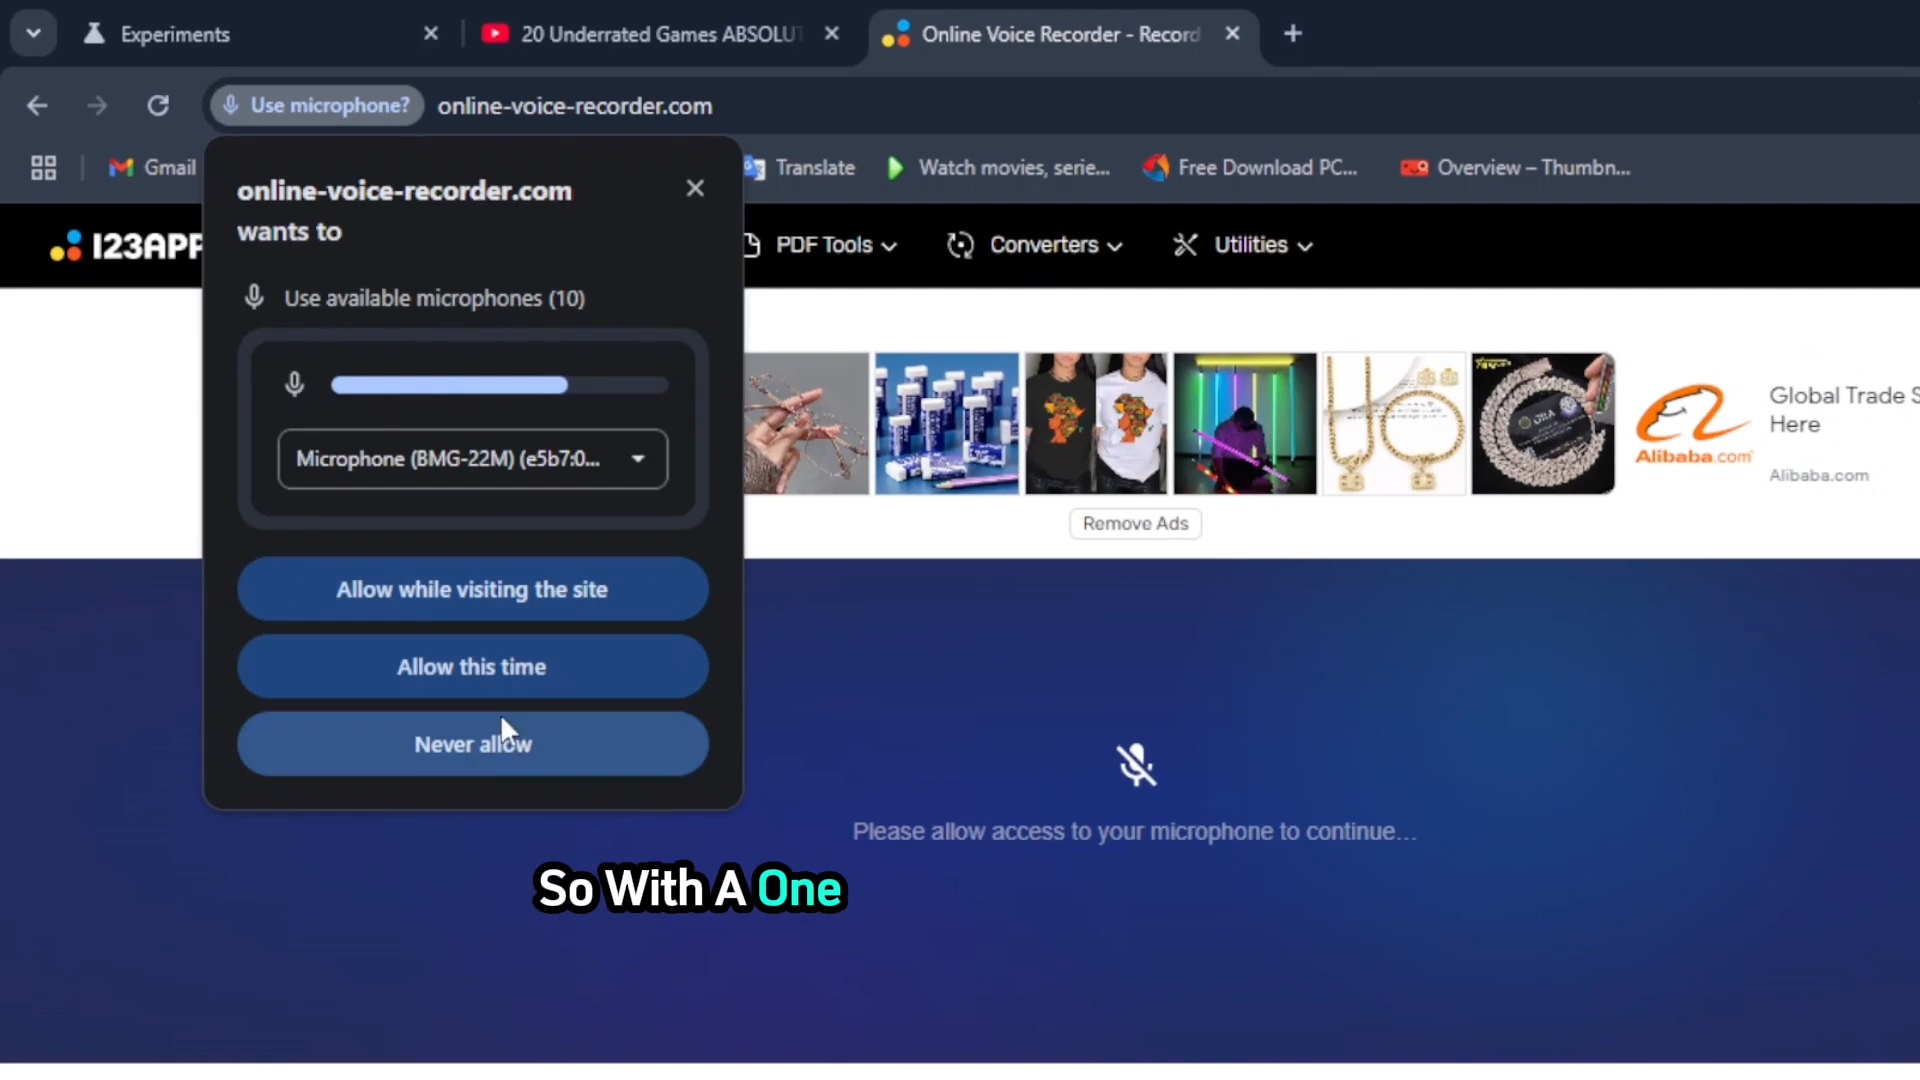 Experiments
20 Underrated Games ABSOLUT
Online Voice Recorder - Record
Use microphone?
online-voice-recorder.com
Gmail
Translate
Watch movies, serie...
Free Download PC...
Overview – Thumbn...
online-voice-recorder.com
wants to
Use available microphones (10)
Microphone (BMG-22M) (e5b7:0...
Allow while visiting the site
Allow this time
Never allow
123APP
PDF Tools
Converters
Utilities
Global Trade S
Here
Alibaba.com
Alibaba.com
Remove Ads
Please allow access to your microphone to continue...
So With A One